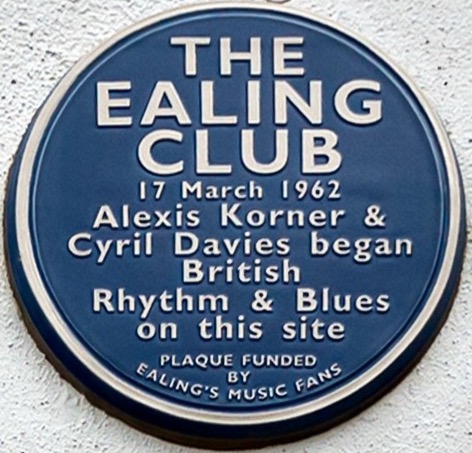 THE
EALING
CLUB
17 March 1962
Alexis Korner &
Cyril Davies began
British
Rhythm & Blues
on this site
PLAQUE FUNDED
BY
EALING'S MUSIC FANS